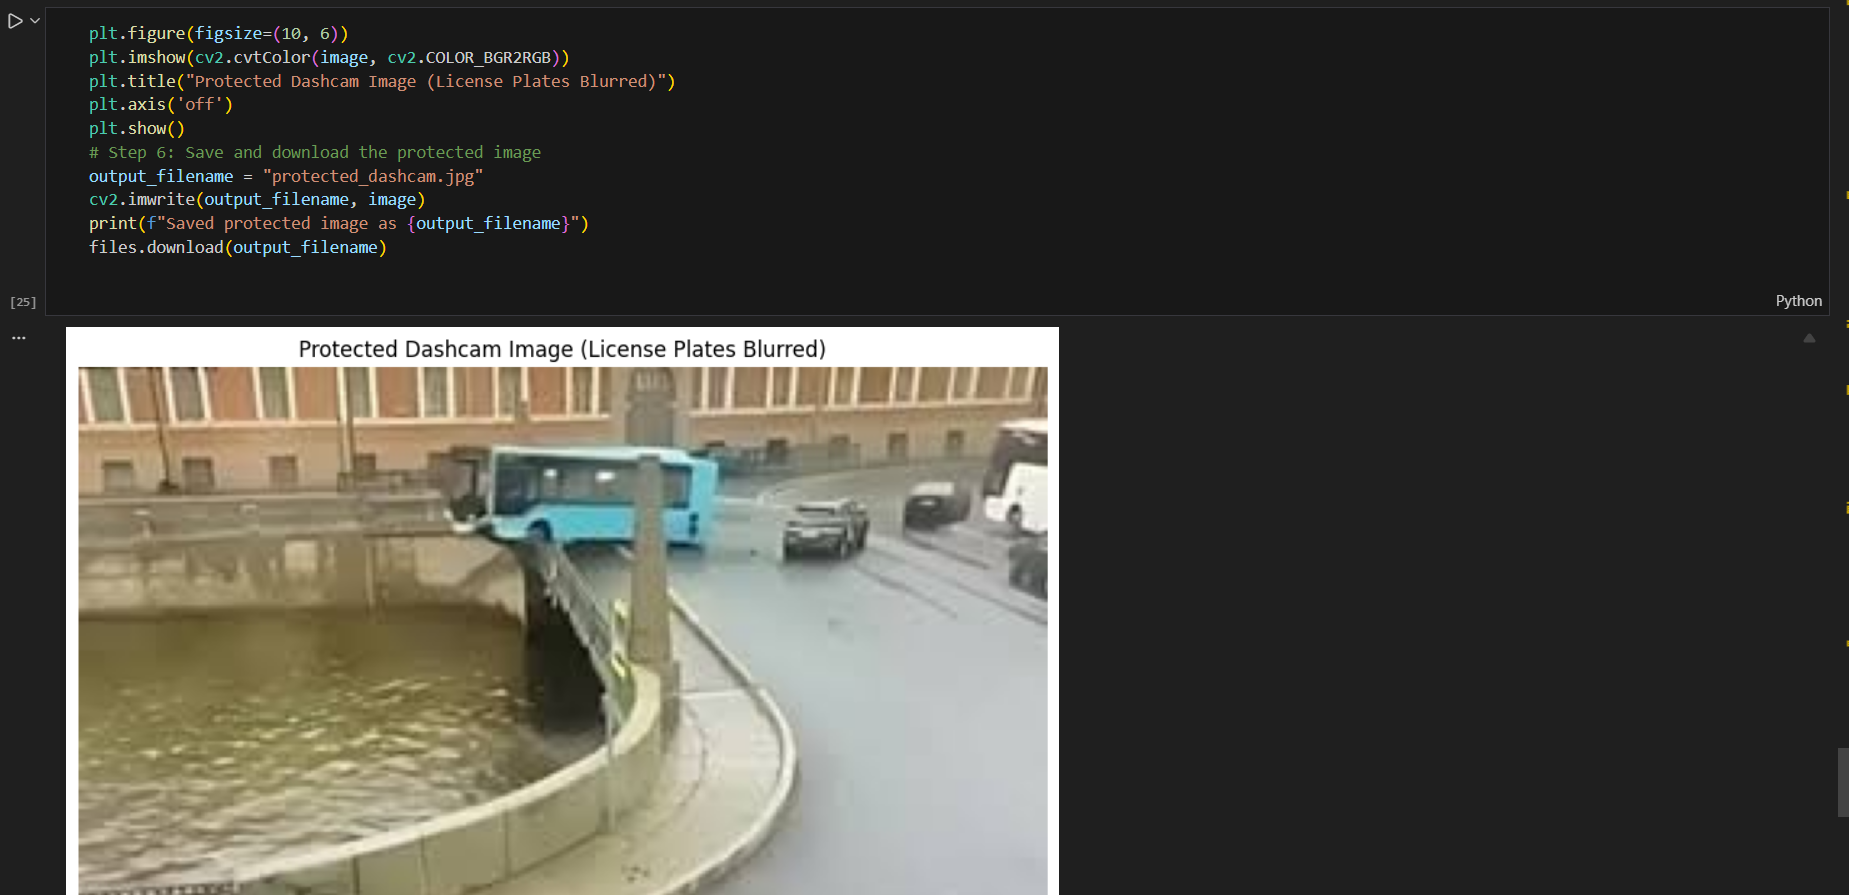 plt.figure(figsize=(10, 6))
plt.imshow(cv2.cvtColor(image, cv2.COLOR_BGR2RGB))
plt.title("Protected Dashcam Image (License Plates Blurred)")
plt.axis('off')
plt.show()
# Step 6: Save and download the protected image
output_filename = "protected_dashcam.jpg"
cv2.imwrite(output_filename, image)
print(f"Saved protected image as {output_filename}")
files.download(output_filename)
[25]
Python
...
Protected Dashcam Image (License Plates Blurred)